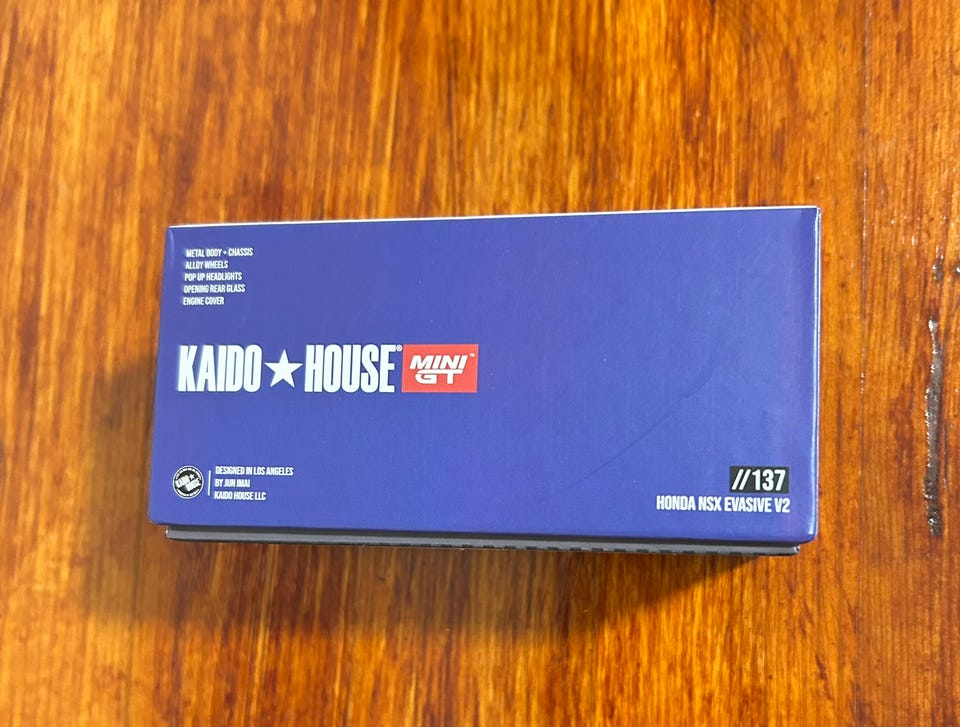 METAL BODY + CHASSIS
ALLOY WHEELS
POP UP HEADLIGHTS
OPENING REAR GLASS
ENGINE COVER
KAIDO★HOUSE® MINI GT™
DESIGNED IN LOS ANGELES
BY JUN IMAI
KAIDO HOUSE LLC
//137
HONDA NSX EVASIVE V2